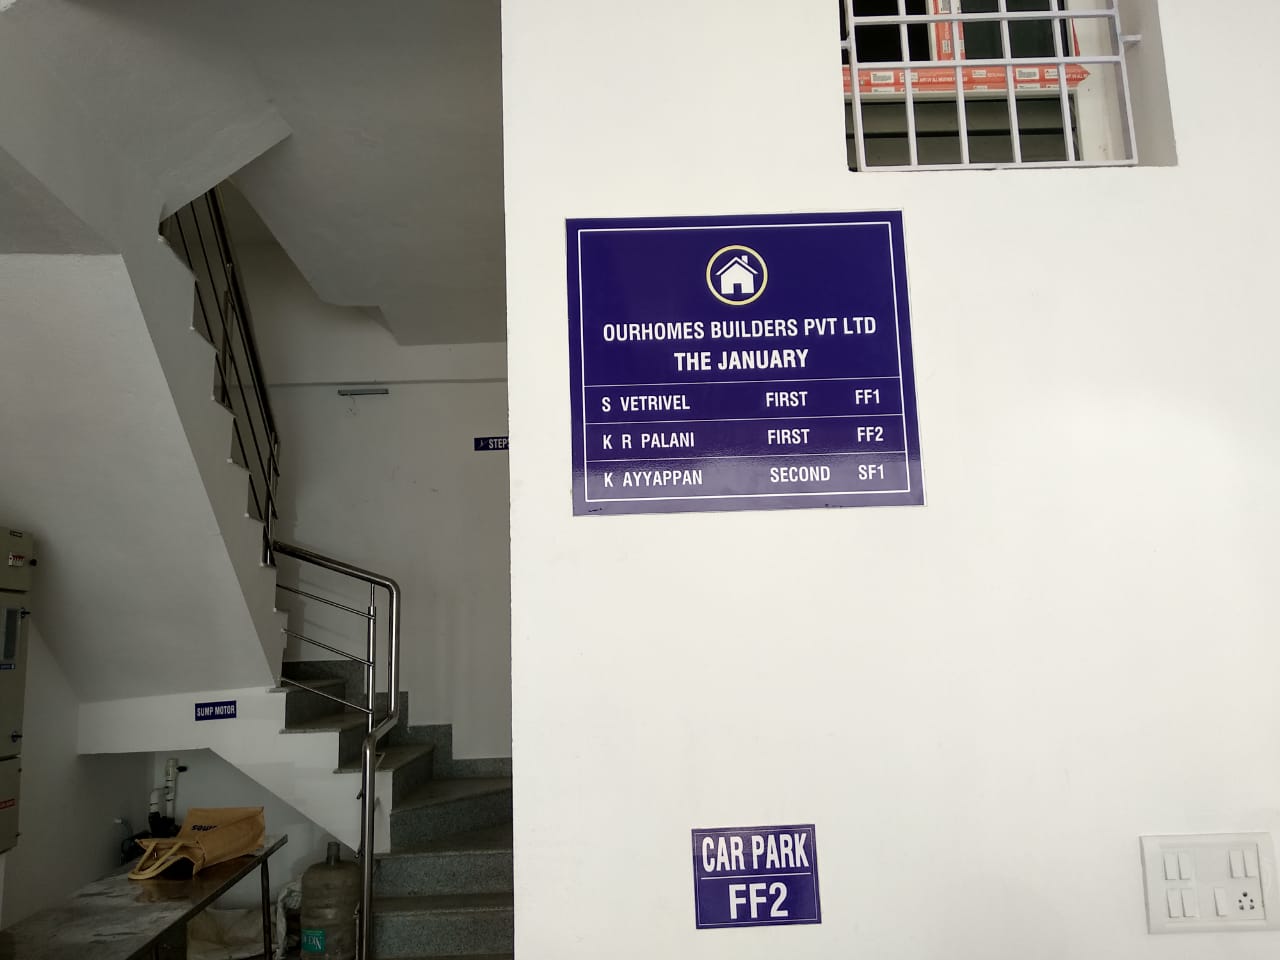 OURHOMES BUILDERS PVT LTD
THE JANUARY
S VETRIVEL FIRST FF1
K R PALANI FIRST FF2
K AYYAPPAN SECOND SF1
STEPS
SUMP MOTOR
CAR PARK
FF2